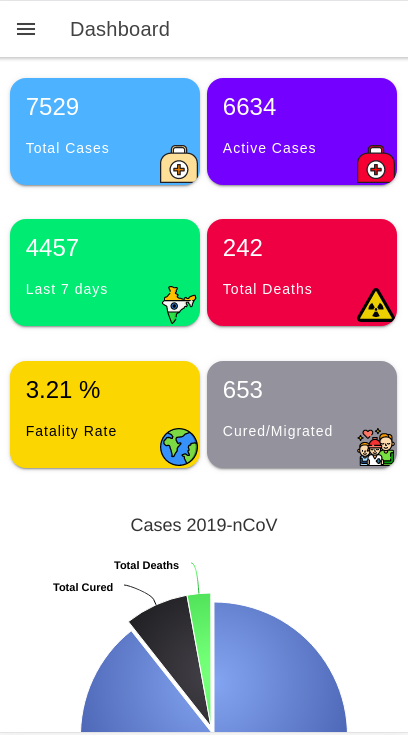 Dashboard
7529
Total Cases
6634
Active Cases
4457
Last 7 days
242
Total Deaths
3.21 %
Fatality Rate
653
Cured/Migrated
Cases 2019-nCoV
Total Deaths
Total Cured